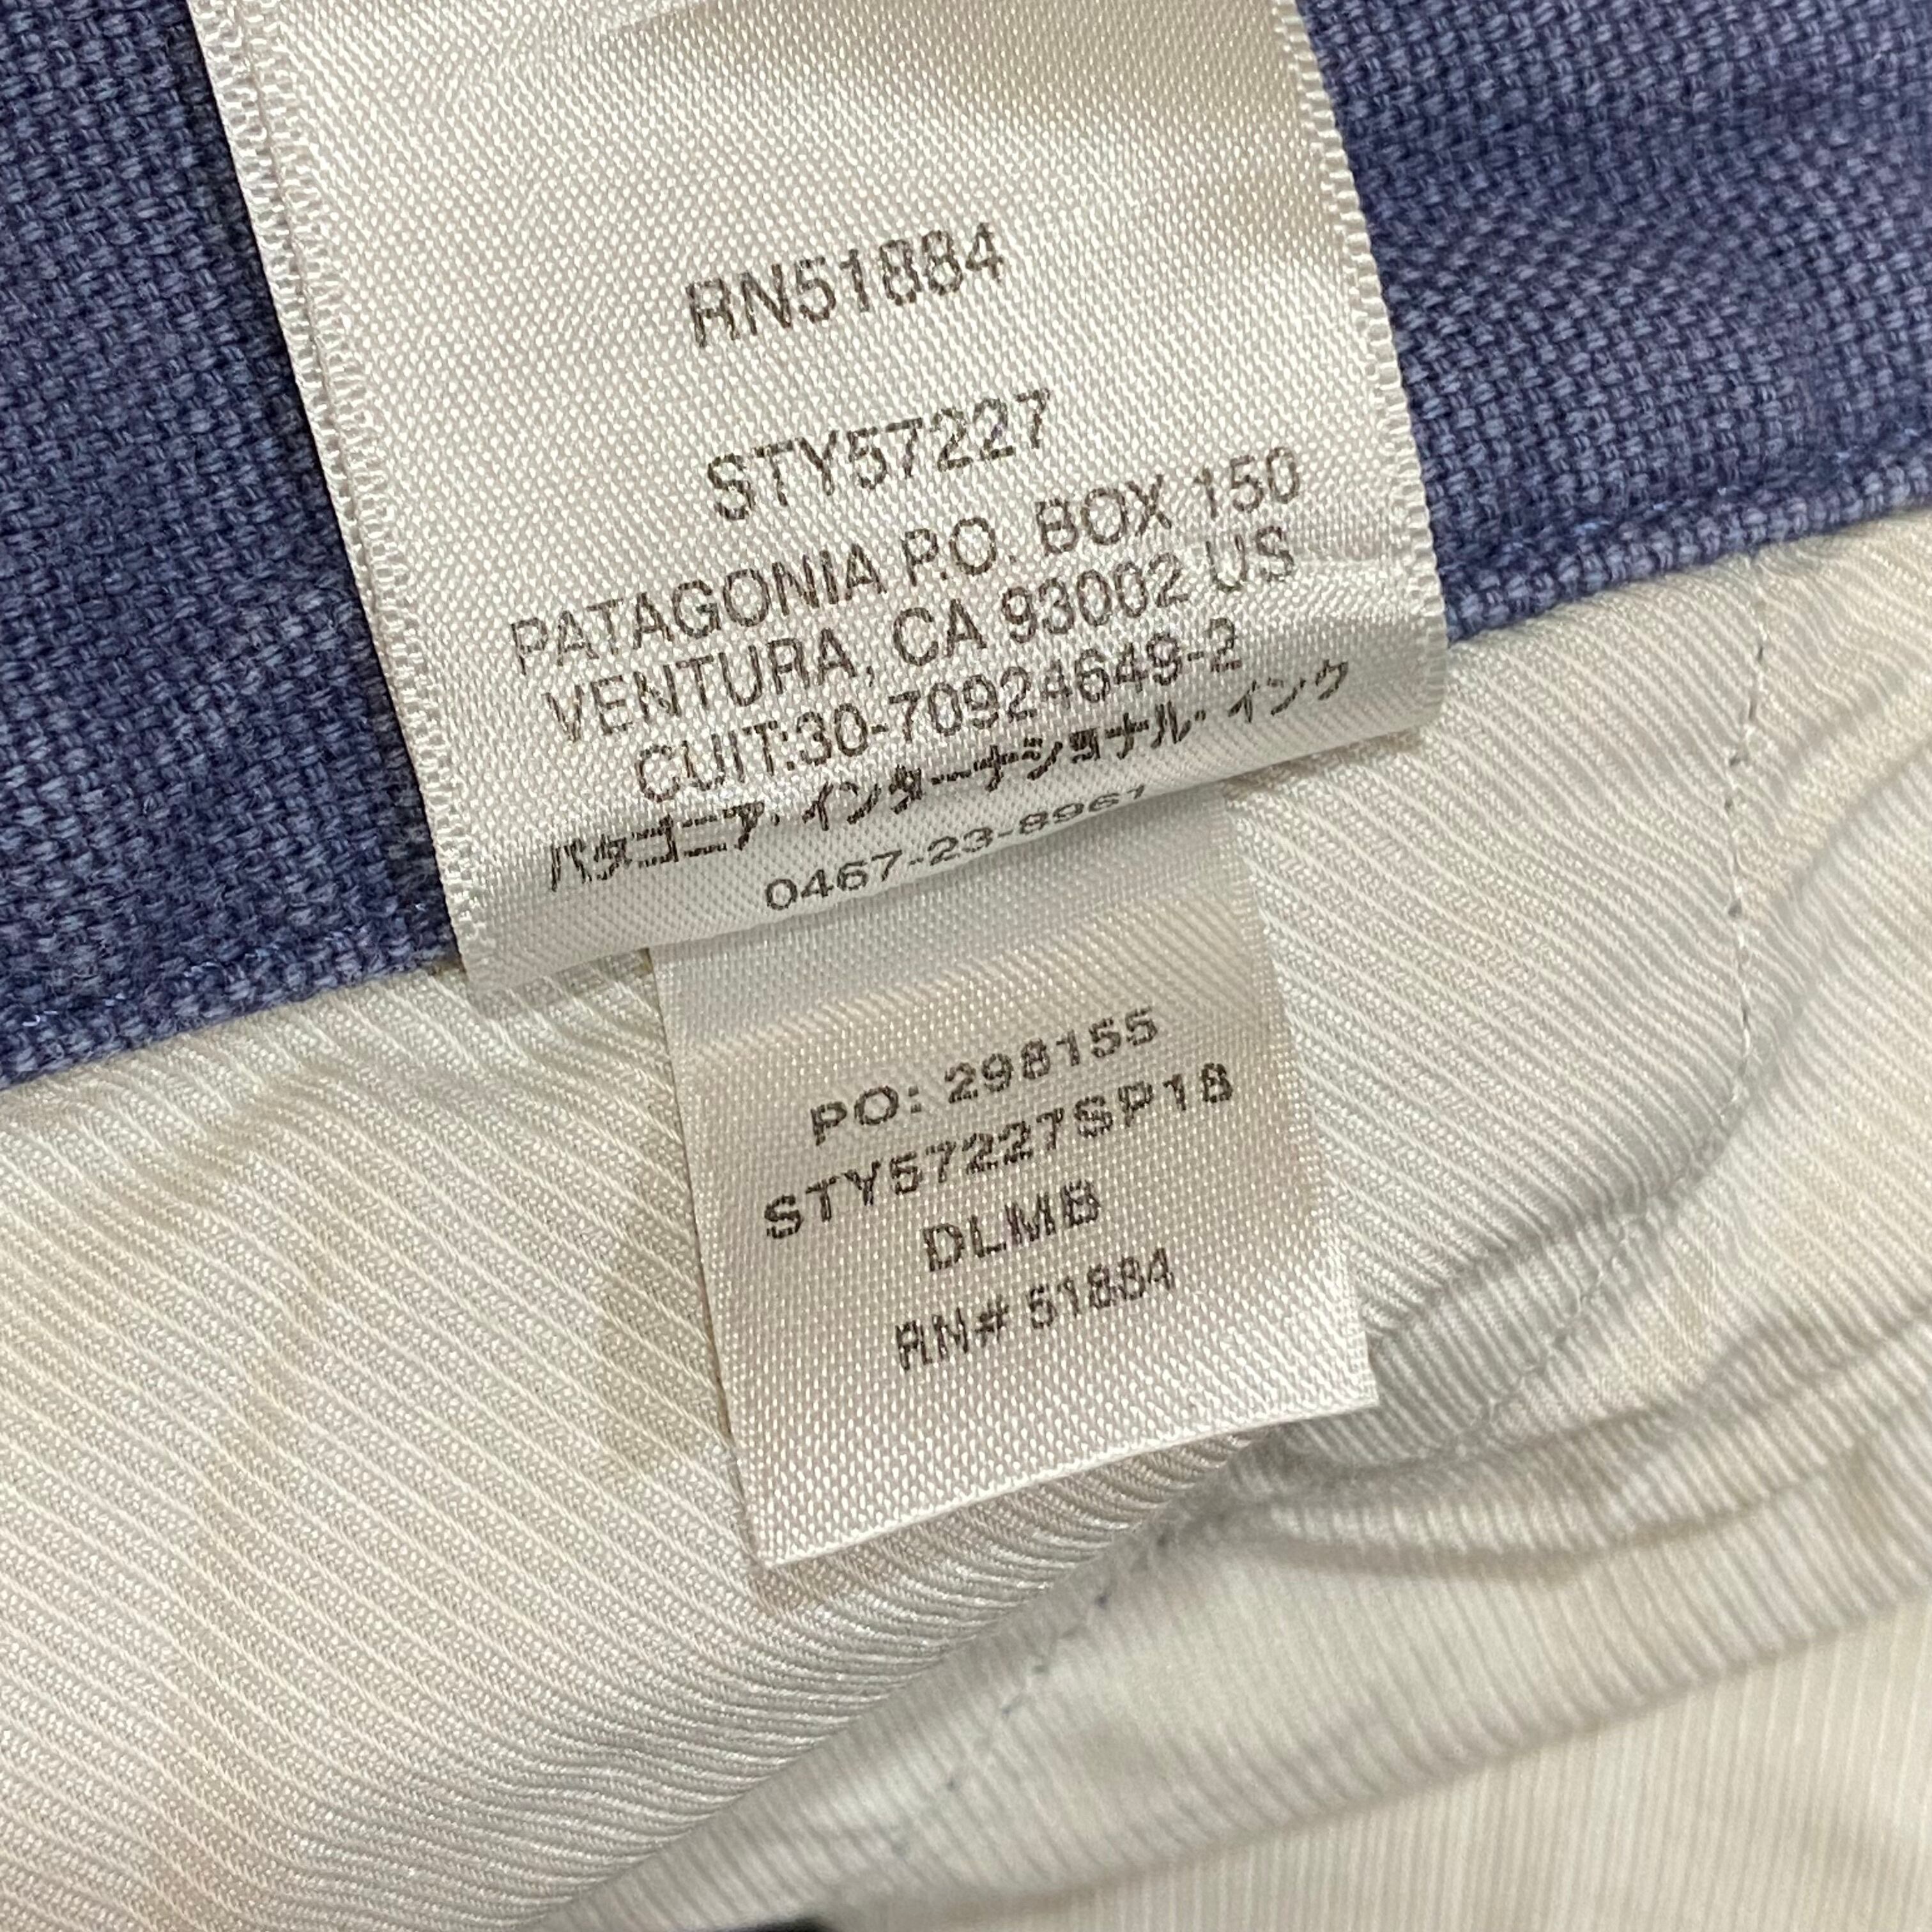 RN51884
STY57227
PATAGONIA P.O. BOX 150
VENTURA, CA 93002 US
CUIT:30-70924649-2
パタゴニア・インターナショナル・インク
0467-23-8961
PO: 298155
STY57227SP18
DLMB
RN# 51884